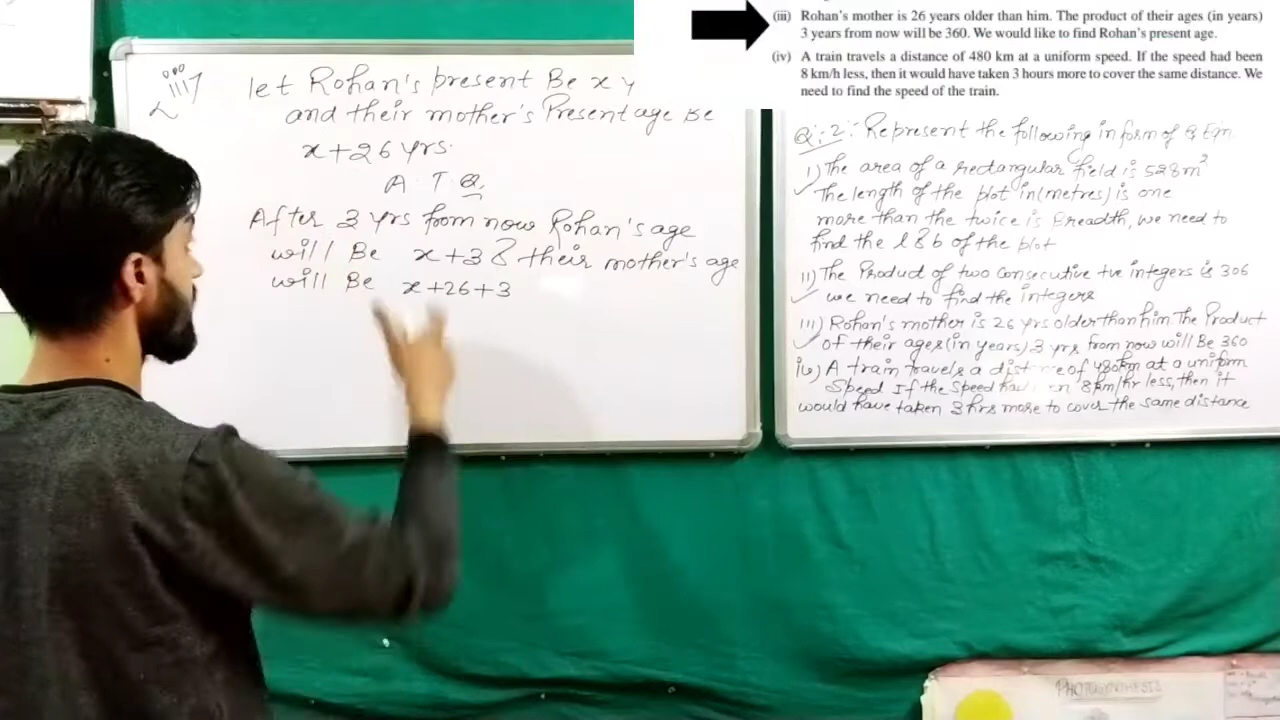 (iii) Rohan's mother is 26 years older than him. The product of their ages (in years)
3 years from now will be 360. We would like to find Rohan's present age.
(iv) A train travels a distance of 480 km at a uniform speed. If the speed had been
8 km/h less, then it would have taken 3 hours more to cover the same distance. We
need to find the speed of the train.
let Rohan's present Be x y
and their mother's Present age Be
x+26 yrs.
A T Q,
After 3 yrs from now Rohan's age
will Be x+3 & their mother's age
will Be x+26+3
Q:-2:- Represent the following in form of Q Eqn
i) The area of a rectangular field is 528 m²
The length of the plot in (metres) is one
more than the twice is Breadth, we need to
find the l & b of the plot
ii) The Product of two Consecutive +ve integers is 306
we need to find the integers
iii) Rohan's mother is 26 yrs older than him The Product
of their ages (in years) 3 yrs from now will Be 360
iv) A train travels a of 480km at a uniform
Speed If the Speed 8km/hr less, then it
would have taken 3 hrs more to cover the same distance
PHOTOSYNTHESIS